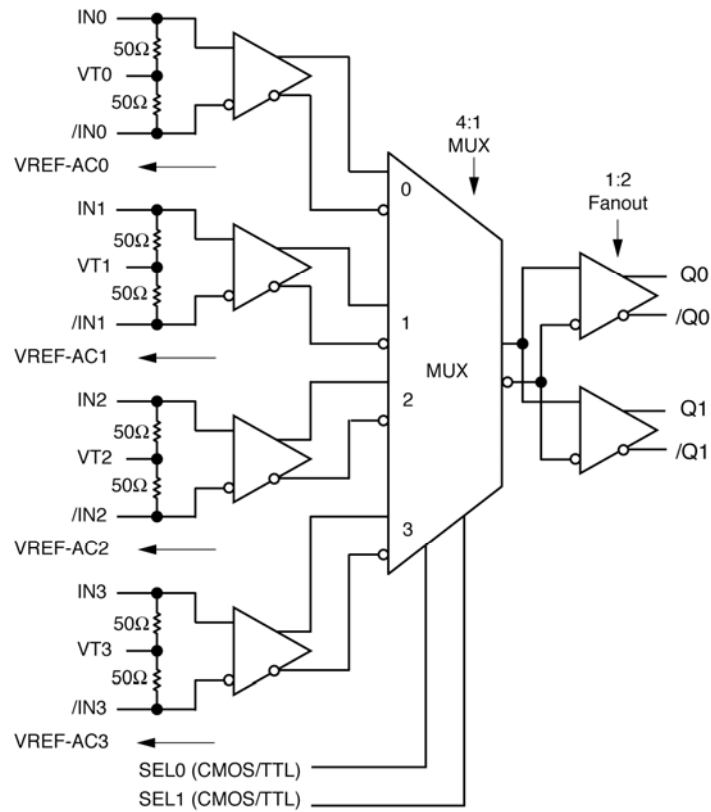 IN0
50Ω
VT0
50Ω
/IN0
VREF-AC0
IN1
50Ω
VT1
50Ω
/IN1
VREF-AC1
IN2
50Ω
VT2
50Ω
/IN2
VREF-AC2
IN3
50Ω
VT3
50Ω
/IN3
VREF-AC3
SEL0 (CMOS/TTL)
SEL1 (CMOS/TTL)
4:1
MUX
0
1
MUX
2
3
1:2
Fanout
Q0
/Q0
Q1
/Q1